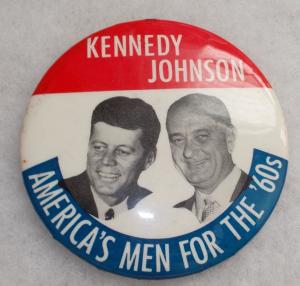 KENNEDY
JOHNSON
AMERICA'S MEN FOR THE '60s